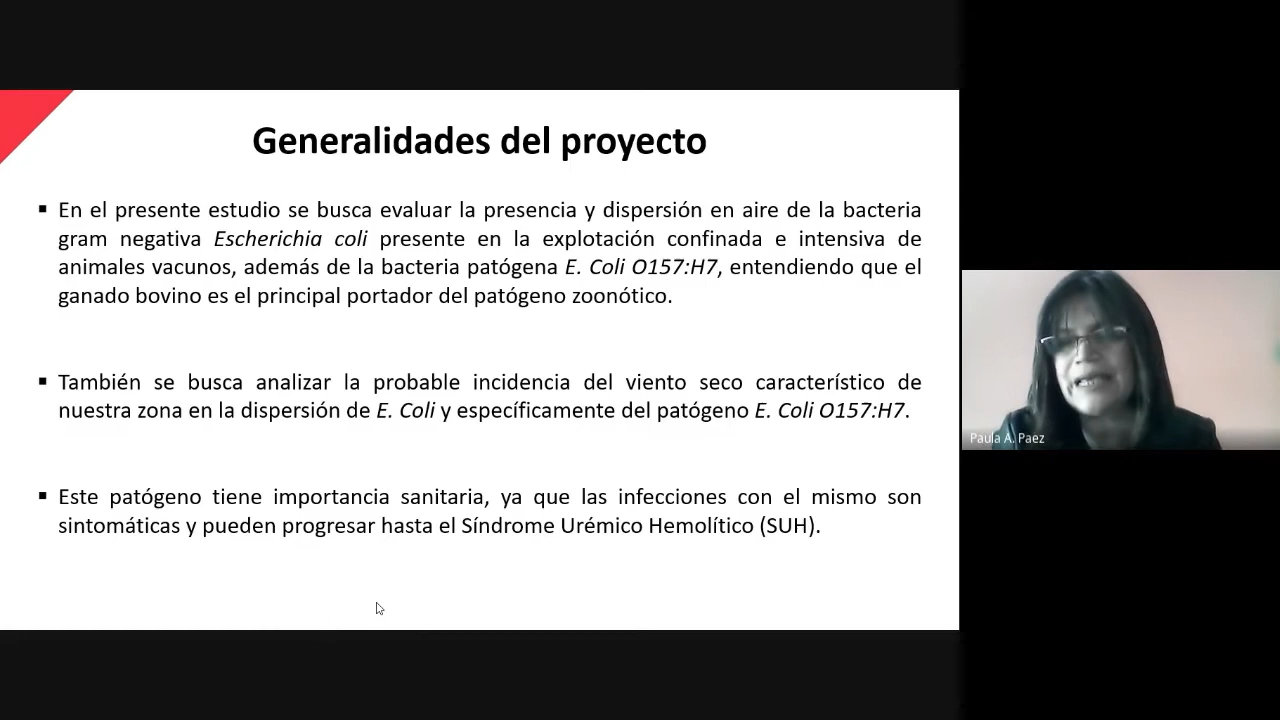 Generalidades del proyecto
▪ En el presente estudio se busca evaluar la presencia y dispersión en aire de la bacteria
gram negativa Escherichia coli presente en la explotación confinada e intensiva de
animales vacunos, además de la bacteria patógena E. Coli O157:H7, entendiendo que el
ganado bovino es el principal portador del patógeno zoonótico.
▪ También se busca analizar la probable incidencia del viento seco característico de
nuestra zona en la dispersión de E. Coli y específicamente del patógeno E. Coli O157:H7.
▪ Este patógeno tiene importancia sanitaria, ya que las infecciones con el mismo son
sintomáticas y pueden progresar hasta el Síndrome Urémico Hemolítico (SUH).
Paula A. Paez